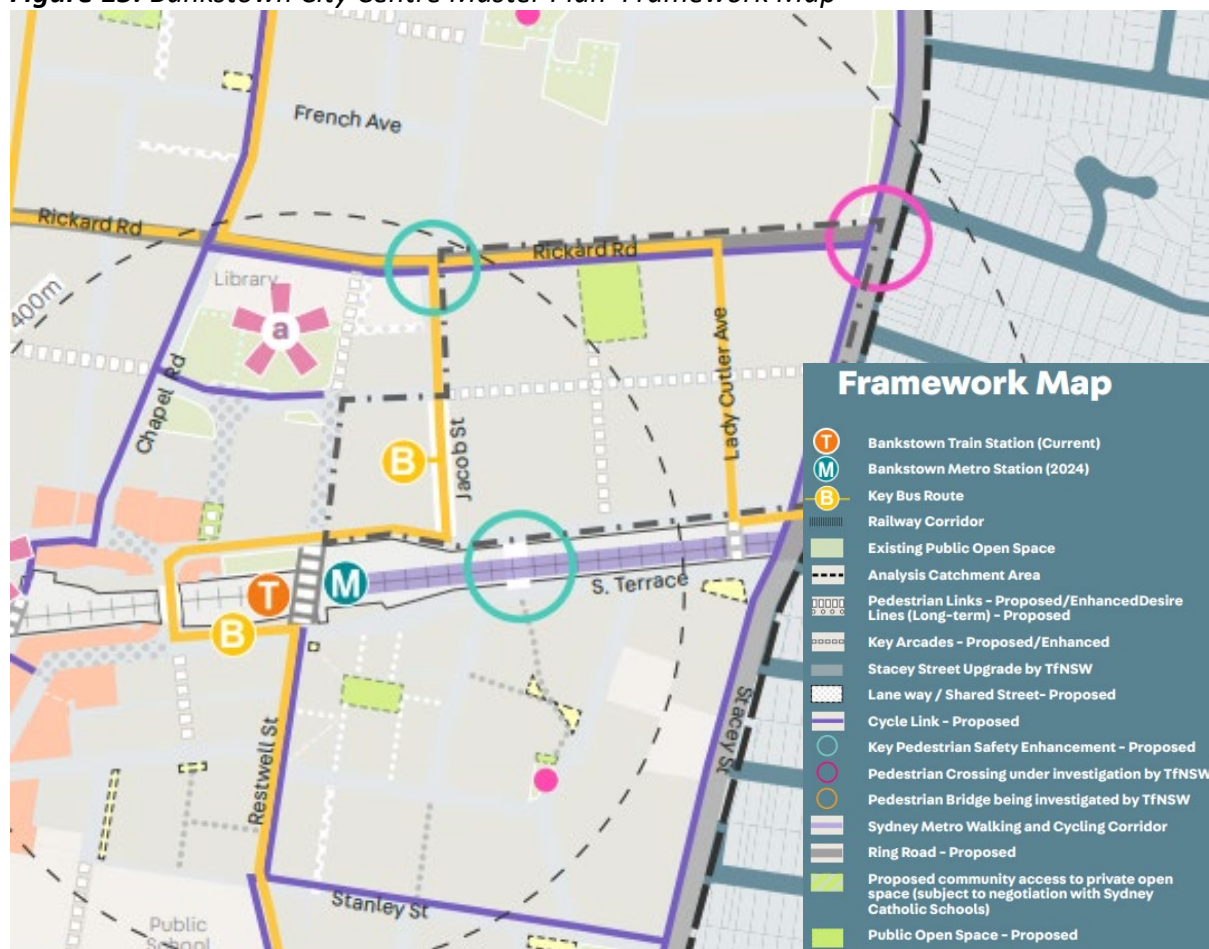 Figure 15: Bankstown City Centre Master Plan- Framework Map
French Ave
Rickard Rd
Rickard Rd
Library
a
400m
Chapel Rd
Lady Cutler Ave
Jacob St
B
T
M
B
S. Terrace
Restwell St
Stacey St
Stanley St
Public
School
Framework Map
T Bankstown Train Station (Current)
M Bankstown Metro Station (2024)
B Key Bus Route
Railway Corridor
Existing Public Open Space
Analysis Catchment Area
Pedestrian Links - Proposed/EnhancedDesire
Lines (Long-term) - Proposed
Key Arcades - Proposed/Enhanced
Stacey Street Upgrade by TfNSW
Lane way / Shared Street- Proposed
Cycle Link - Proposed
Key Pedestrian Safety Enhancement - Proposed
Pedestrian Crossing under investigation by TfNSW
Pedestrian Bridge being investigated by TfNSW
Sydney Metro Walking and Cycling Corridor
Ring Road - Proposed
Proposed community access to private open
space (subject to negotiation with Sydney
Catholic Schools)
Public Open Space - Proposed